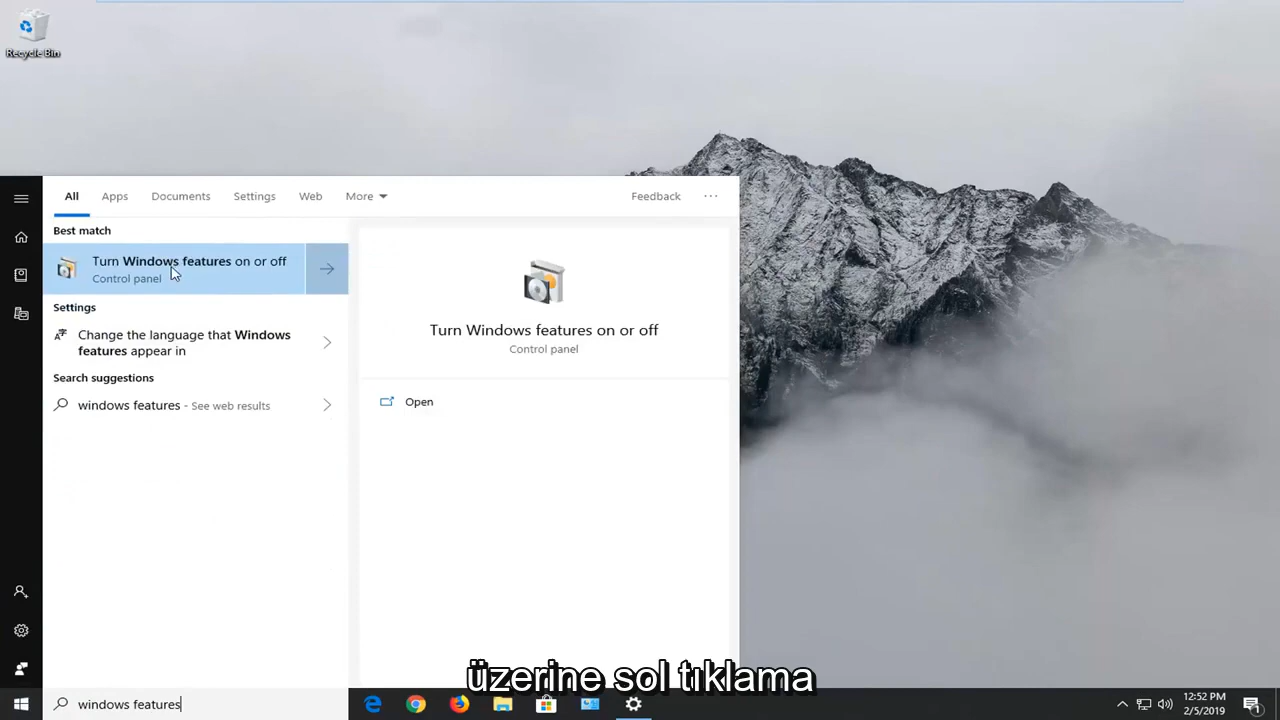 Recycle Bin
All Apps Documents Settings Web More Feedback ...
Best match
Turn Windows features on or off
Control panel
Settings
Change the language that Windows
features appear in
Search suggestions
windows features - See web results
Turn Windows features on or off
Control panel
Open
üzerine sol tıklama
windows features
12:52 PM
2/5/2019
1